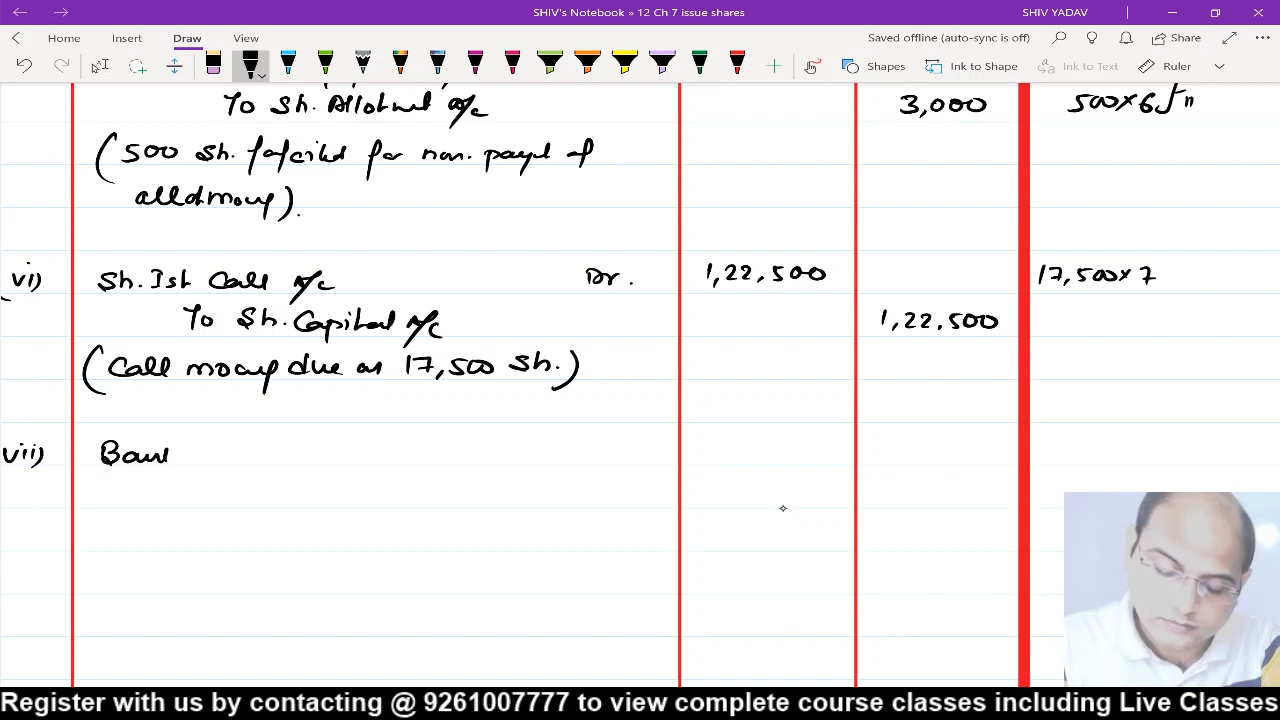 SHIV's Notebook » 12 Ch 7 issue shares
SHIV YADAV
Home Insert Draw View
Saved offline (auto-sync is off)
Share
Shapes
Ink to Shape
Ink to Text
Ruler
To Sh. Allotment A/c 3,000 500×6
(500 Sh. forfeited for non. payt of
allotmoney).
vi) Sh. Ist Call A/c Dr. 1,22,500 17,500×7
To Sh. Capital A/c 1,22,500
(Call money due on 17,500 Sh.)
vii) Bank
Register with us by contacting @ 9261007777 to view complete course classes including Live Classes